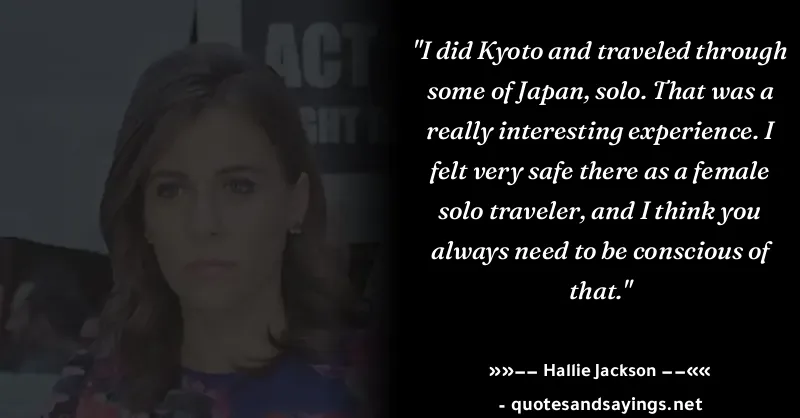 ACT
GHT
"I did Kyoto and traveled through
some of Japan, solo. That was a
really interesting experience. I
felt very safe there as a female
solo traveler, and I think you
always need to be conscious of
that."
»»−− Hallie Jackson −−««
- quotesandsayings.net